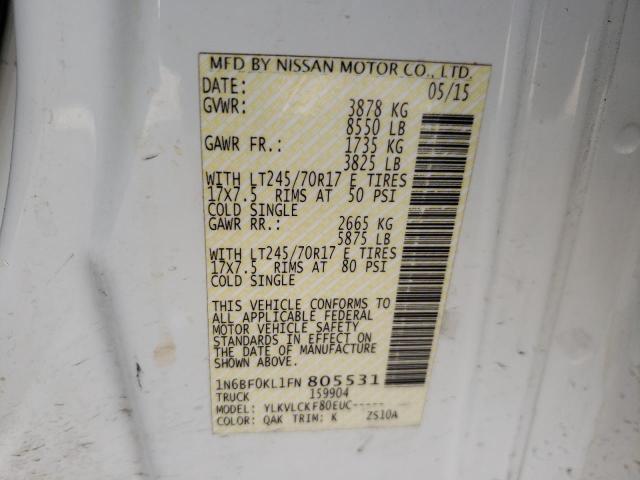 MFD BY NISSAN MOTOR CO., LTD.
DATE: 05/15
GVWR: 3878 KG
8550 LB
GAWR FR.: 1735 KG
3825 LB
WITH LT245/70R17 E TIRES
17X7.5 RIMS AT 50 PSI
COLD SINGLE
GAWR RR.: 2665 KG
5875 LB
WITH LT245/70R17 E TIRES
17X7.5 RIMS AT 80 PSI
COLD SINGLE
THIS VEHICLE CONFORMS TO
ALL APPLICABLE FEDERAL
MOTOR VEHICLE SAFETY
STANDARDS IN EFFECT ON
THE DATE OF MANUFACTURE
SHOWN ABOVE.
1N6BF0KL1FN 805531
TRUCK 159904
MODEL: YLKVLCKF80EUC-----
COLOR: QAK TRIM: K ZS10A